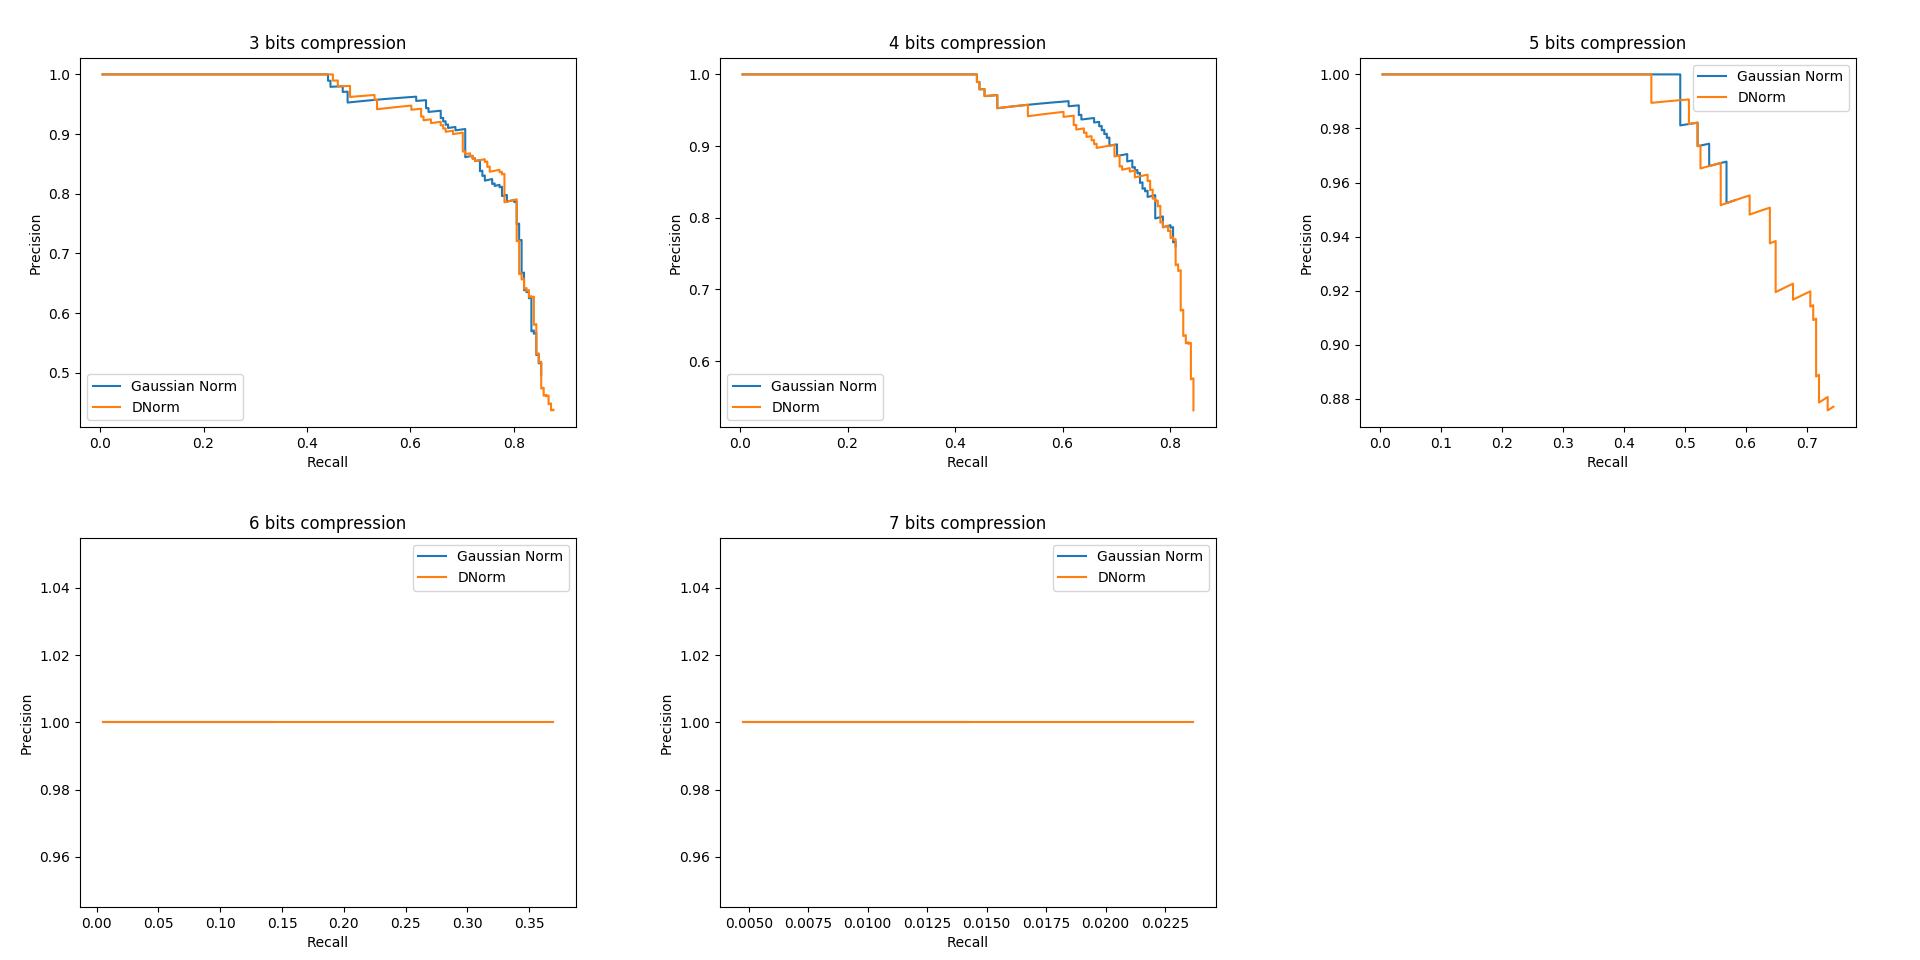 3 bits compression
1.0
0.9
0.8
0.7
0.6
0.5
Precision
Gaussian Norm
DNorm
0.0 0.2 0.4 0.6 0.8
Recall
4 bits compression
1.0
0.9
0.8
0.7
0.6
Precision
Gaussian Norm
DNorm
0.0 0.2 0.4 0.6 0.8
Recall
5 bits compression
1.00
0.98
0.96
0.94
0.92
0.90
0.88
Precision
Gaussian Norm
DNorm
0.0 0.1 0.2 0.3 0.4 0.5 0.6 0.7
Recall
6 bits compression
1.04
1.02
1.00
0.98
0.96
Precision
Gaussian Norm
DNorm
0.00 0.05 0.10 0.15 0.20 0.25 0.30 0.35
Recall
7 bits compression
1.04
1.02
1.00
0.98
0.96
Precision
Gaussian Norm
DNorm
0.0050 0.0075 0.0100 0.0125 0.0150 0.0175 0.0200 0.0225
Recall